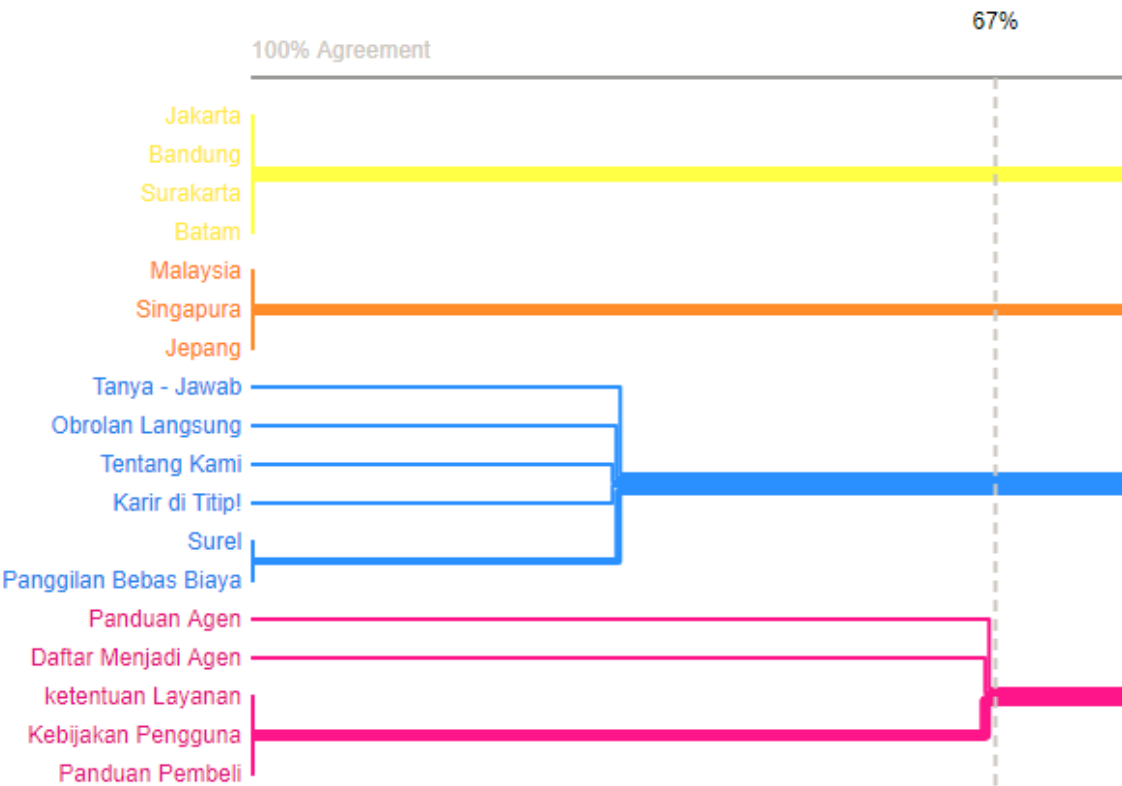 67%
100% Agreement
Jakarta
Bandung
Surakarta
Batam
Malaysia
Singapura
Jepang
Tanya - Jawab
Obrolan Langsung
Tentang Kami
Karir di Titip!
Surel
Panggilan Bebas Biaya
Panduan Agen
Daftar Menjadi Agen
ketentuan Layanan
Kebijakan Pengguna
Panduan Pembeli